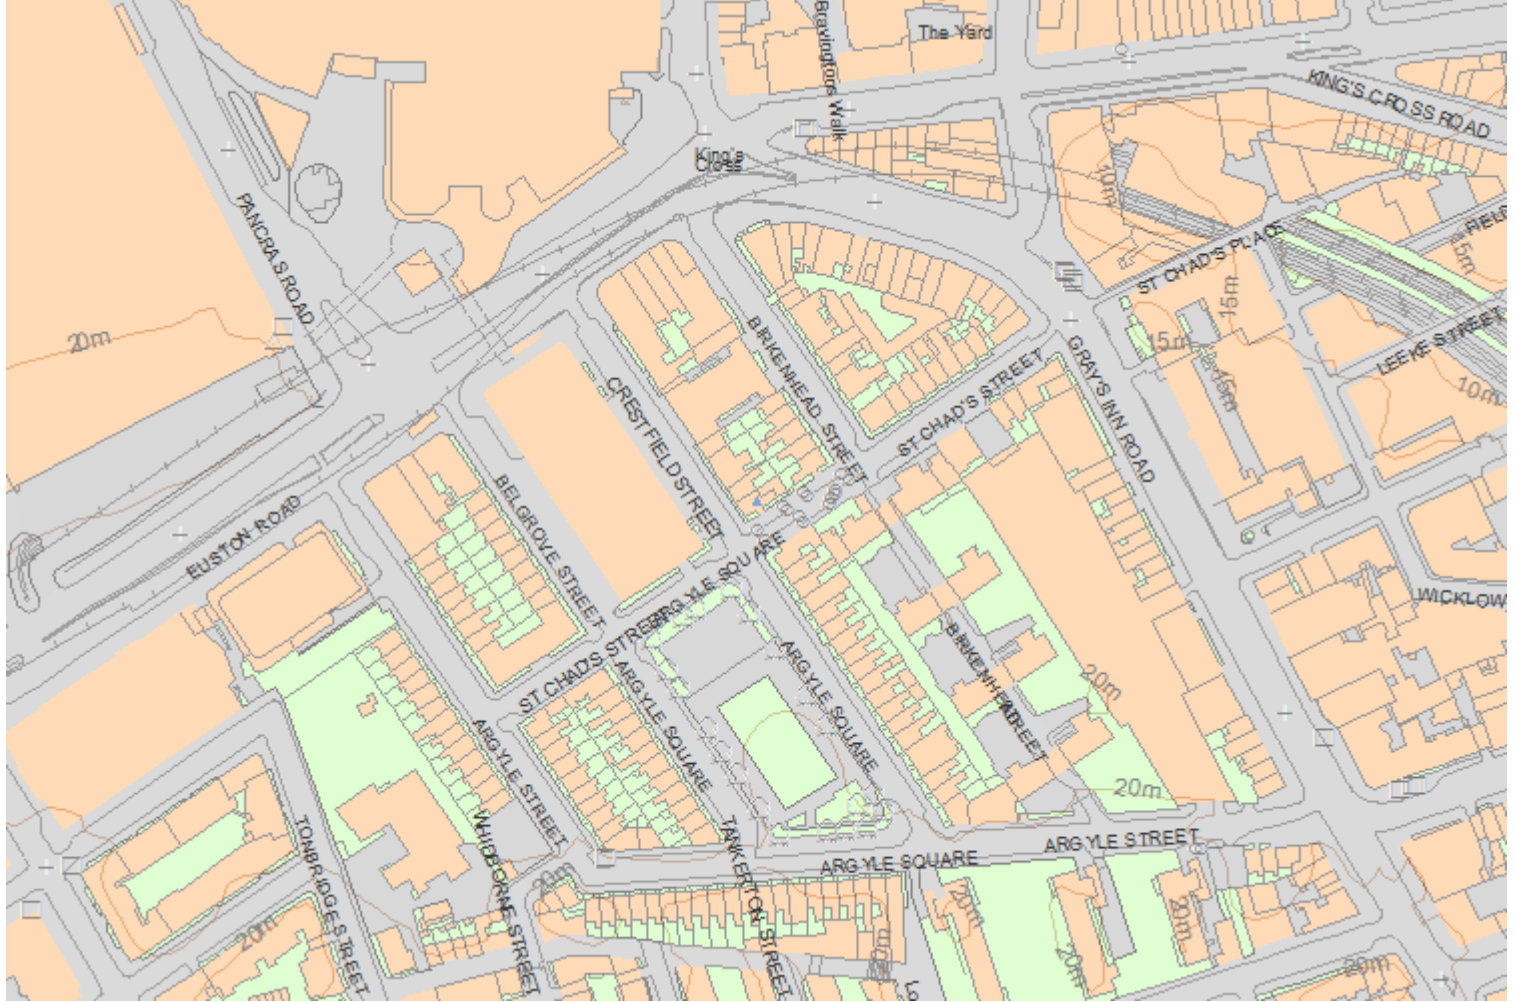 Bravingtons Walk
The Yard
KING'S CROSS ROAD
King's
Cross
10m
PANCRAS ROAD
ST CHAD'S PLACE
FIELD
15m
20m
15m
15m
15m
LEEKE STREET
10m
BIRKENHEAD STREET
GRAY'S INN ROAD
CRESTFIELD STREET
ST CHAD'S STREET
BELGROVE STREET
EUSTON ROAD
ARGYLE SQUARE
WICKLOW
ST CHAD'S STREET
ARGYLE SQUARE
ARGYLE SQUARE
BIRKENHEAD
STREET
20m
ARGYLE STREET
20m
TONBRIDGE STREET
WHIDBORNE STREET
TANKERTON STREET
ARGYLE SQUARE
ARGYLE STREET
20m
20m
20m
20m
20m
20m
20m